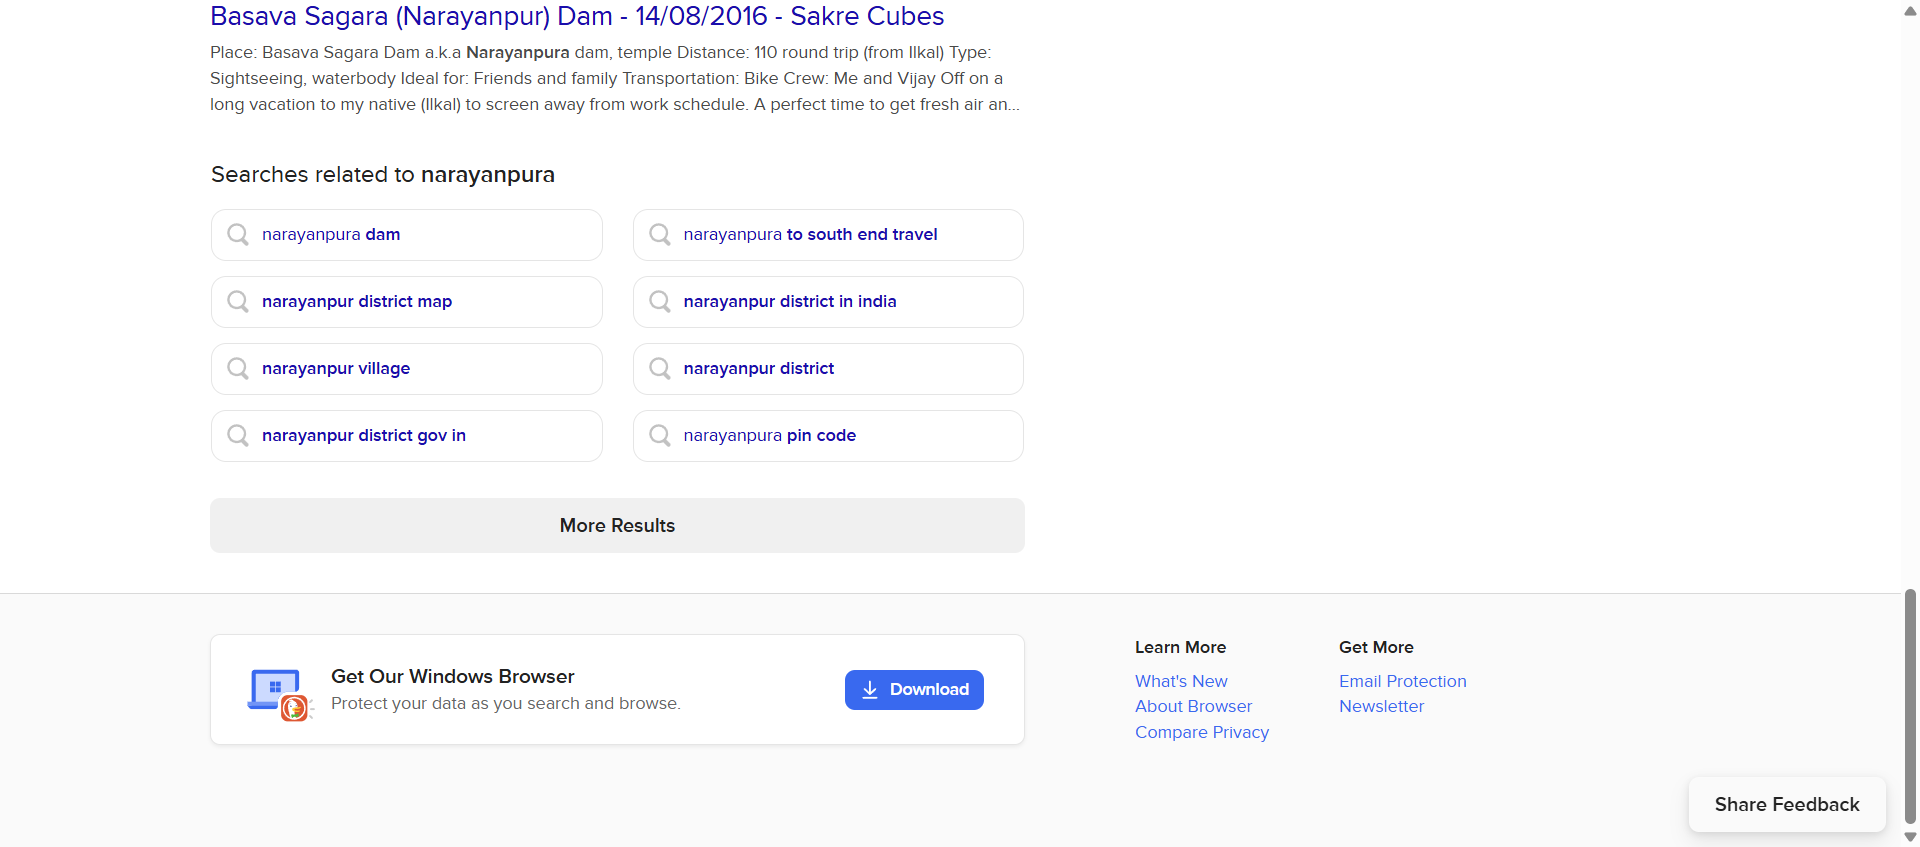 Basava Sagara (Narayanpur) Dam - 14/08/2016 - Sakre Cubes
Place: Basava Sagara Dam a.k.a Narayanpura dam, temple Distance: 110 round trip (from Ilkal) Type:
Sightseeing, waterbody Ideal for: Friends and family Transportation: Bike Crew: Me and Vijay Off on a
long vacation to my native (Ilkal) to screen away from work schedule. A perfect time to get fresh air an...
Searches related to narayanpura
narayanpura dam
narayanpura to south end travel
narayanpur district map
narayanpur district in india
narayanpur village
narayanpur district
narayanpur district gov in
narayanpura pin code
More Results
Get Our Windows Browser
Protect your data as you search and browse.
Download
Learn More
What's New
About Browser
Compare Privacy
Get More
Email Protection
Newsletter
Share Feedback